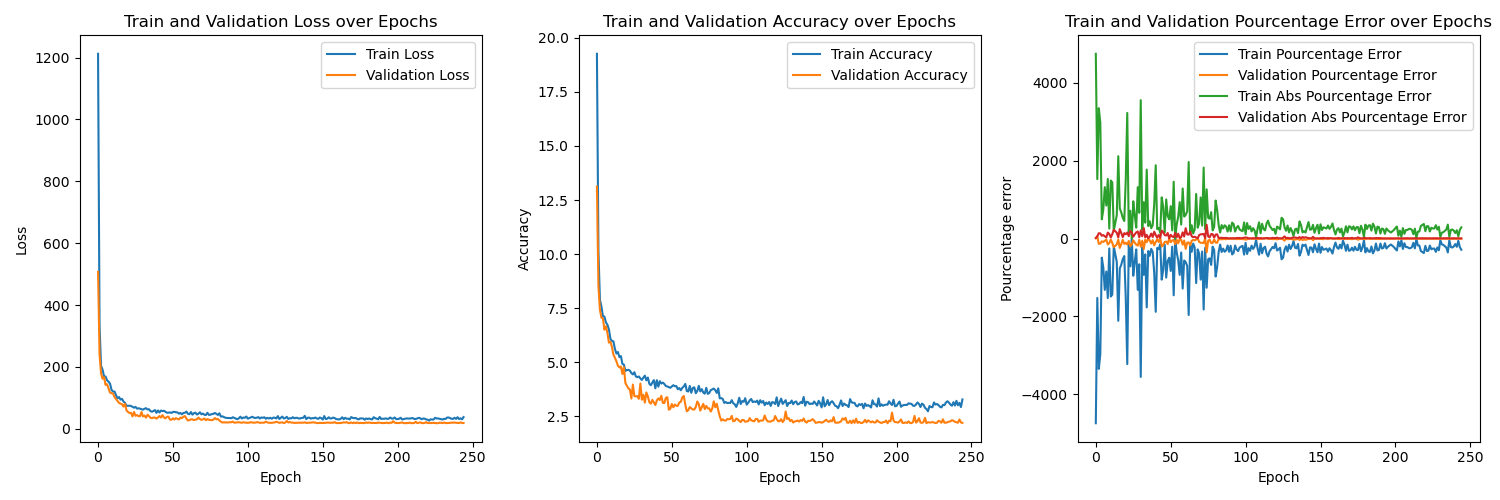 Train and Validation Loss over Epochs
Loss
1200
1000
800
600
400
200
0
Train Loss
Validation Loss
0 50 100 150 200 250
Epoch
Train and Validation Accuracy over Epochs
Accuracy
20.0
17.5
15.0
12.5
10.0
7.5
5.0
2.5
Train Accuracy
Validation Accuracy
0 50 100 150 200 250
Epoch
Train and Validation Pourcentage Error over Epochs
Pourcentage error
4000
2000
0
−2000
−4000
Train Pourcentage Error
Validation Pourcentage Error
Train Abs Pourcentage Error
Validation Abs Pourcentage Error
0 50 100 150 200 250
Epoch